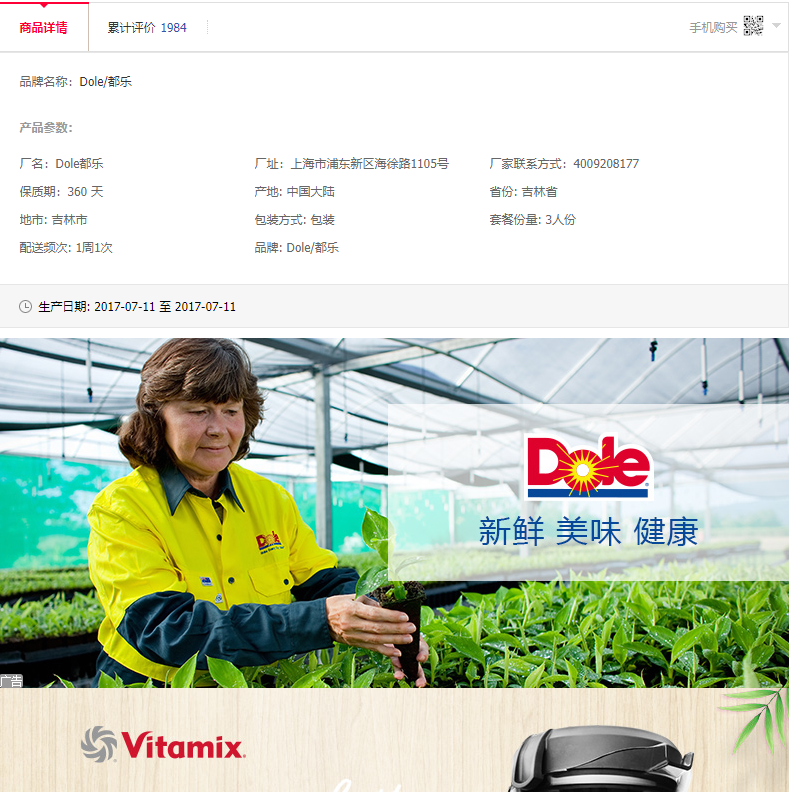 商品详情 累计评价 1984 手机购买
品牌名称：Dole/都乐
产品参数：
厂名：Dole都乐 厂址：上海市浦东新区海徐路1105号 厂家联系方式：4009208177
保质期：360 天 产地: 中国大陆 省份: 吉林省
地市: 吉林市 包装方式: 包装 套餐份量: 3人份
配送频次: 1周1次 品牌: Dole/都乐
生产日期: 2017-07-11 至 2017-07-11
Dole
新鲜 美味 健康
Dole
广告
Vitamix